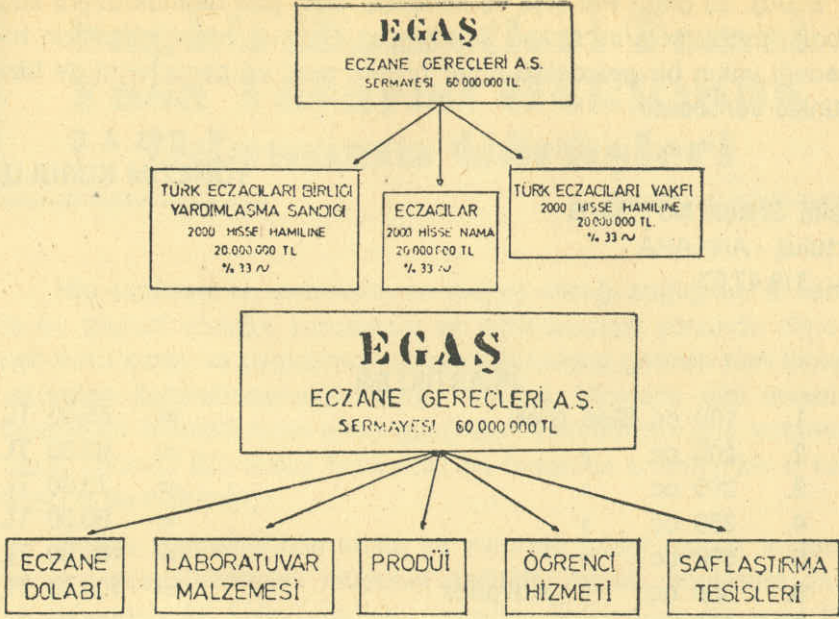 EGAŞ
ECZANE GEREÇLERİ A.S.
SERMAYESİ 60 000 000 TL
TÜRK ECZACILARI BİRLİGİ
YARDIMLAŞMA SANDIGI
2000 HİSSE HAMİLİNE
20.000 000 TL
% 33 ~
ECZACILAR
2000 HİSSE NAMA
20 000 000 TL
% 33 ~
TÜRK ECZACILARI VAKFI
2000 HİSSE HAMİLİNE
20 000 000 TL.
% 33 ~
EGAŞ
ECZANE GEREÇLERİ A.Ş.
SERMAYESİ 60 000 000 TL
ECZANE
DOLABI
LABORATUVAR
MALZEMESİ
PRODÜİ
ÖĞRENCİ
HİZMETİ
SAFLAŞTIRMA
TESİSLERİ